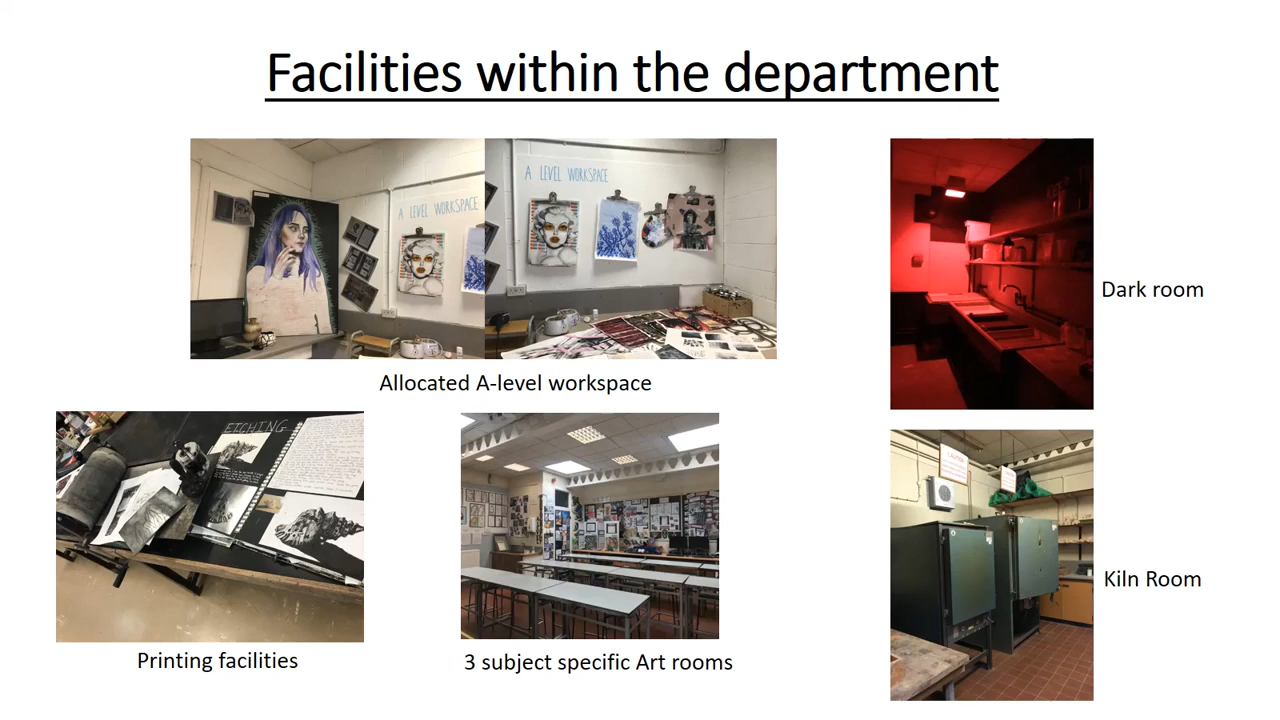 Facilities within the department
A LEVEL WORKSPACE
A LEVEL WORKSPACE
Allocated A-level workspace
Dark room
ETCHING
CAUTION
Kiln Room
Printing facilities
3 subject specific Art rooms